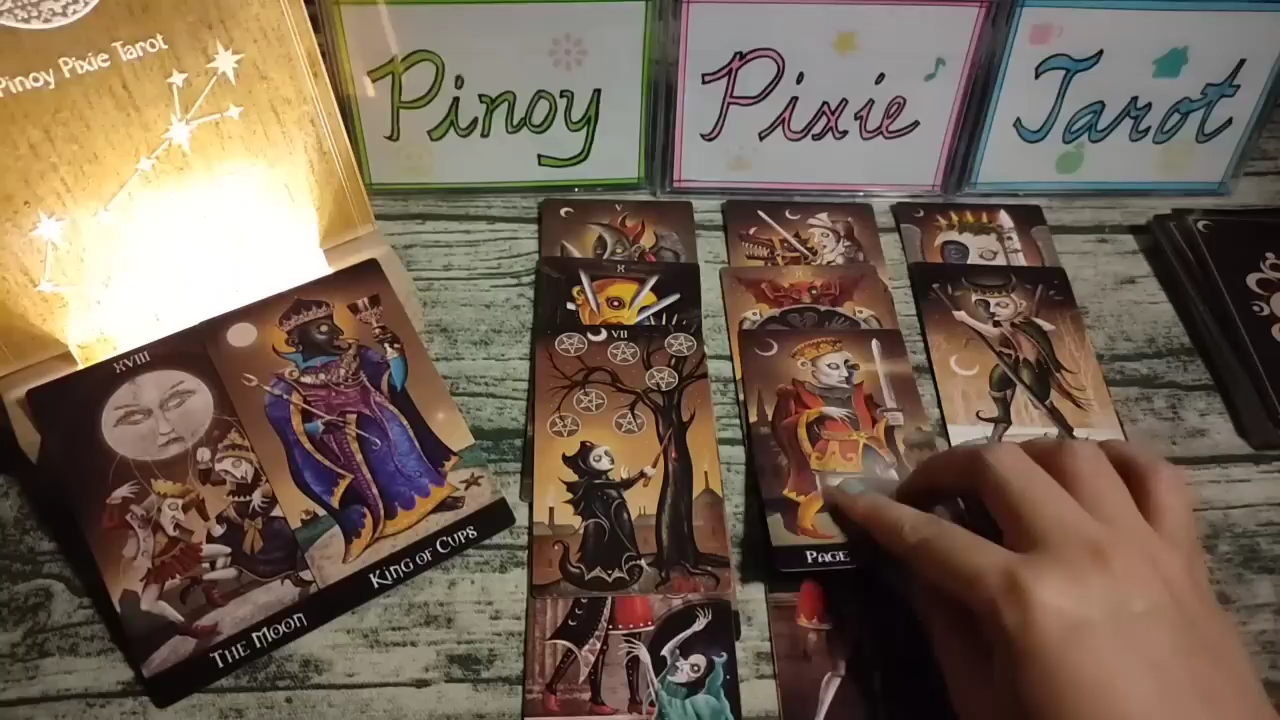 Pinoy Pixie Tarot
Pinoy
Pixie
Tarot
V
X
VII
XVIII
THE MOON
KING OF CUPS
PAGE